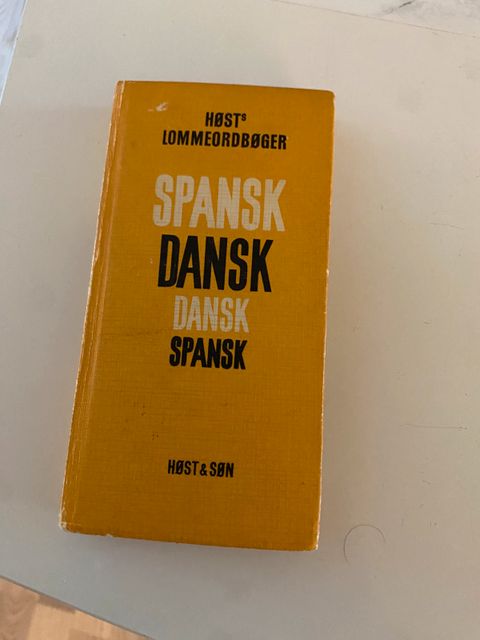 HØSTs
LOMMEORDBØGER
SPANSK
DANSK
DANSK
SPANSK
HØST & SØN